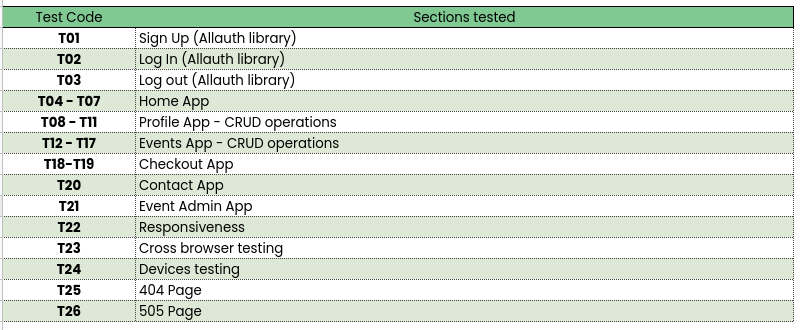 Test Code Sections tested
T01 Sign Up (Allauth library)
T02 Log In (Allauth library)
T03 Log out (Allauth library)
T04 - T07 Home App
T08 - T11 Profile App - CRUD operations
T12 - T17 Events App - CRUD operations
T18-T19 Checkout App
T20 Contact App
T21 Event Admin App
T22 Responsiveness
T23 Cross browser testing
T24 Devices testing
T25 404 Page
T26 505 Page